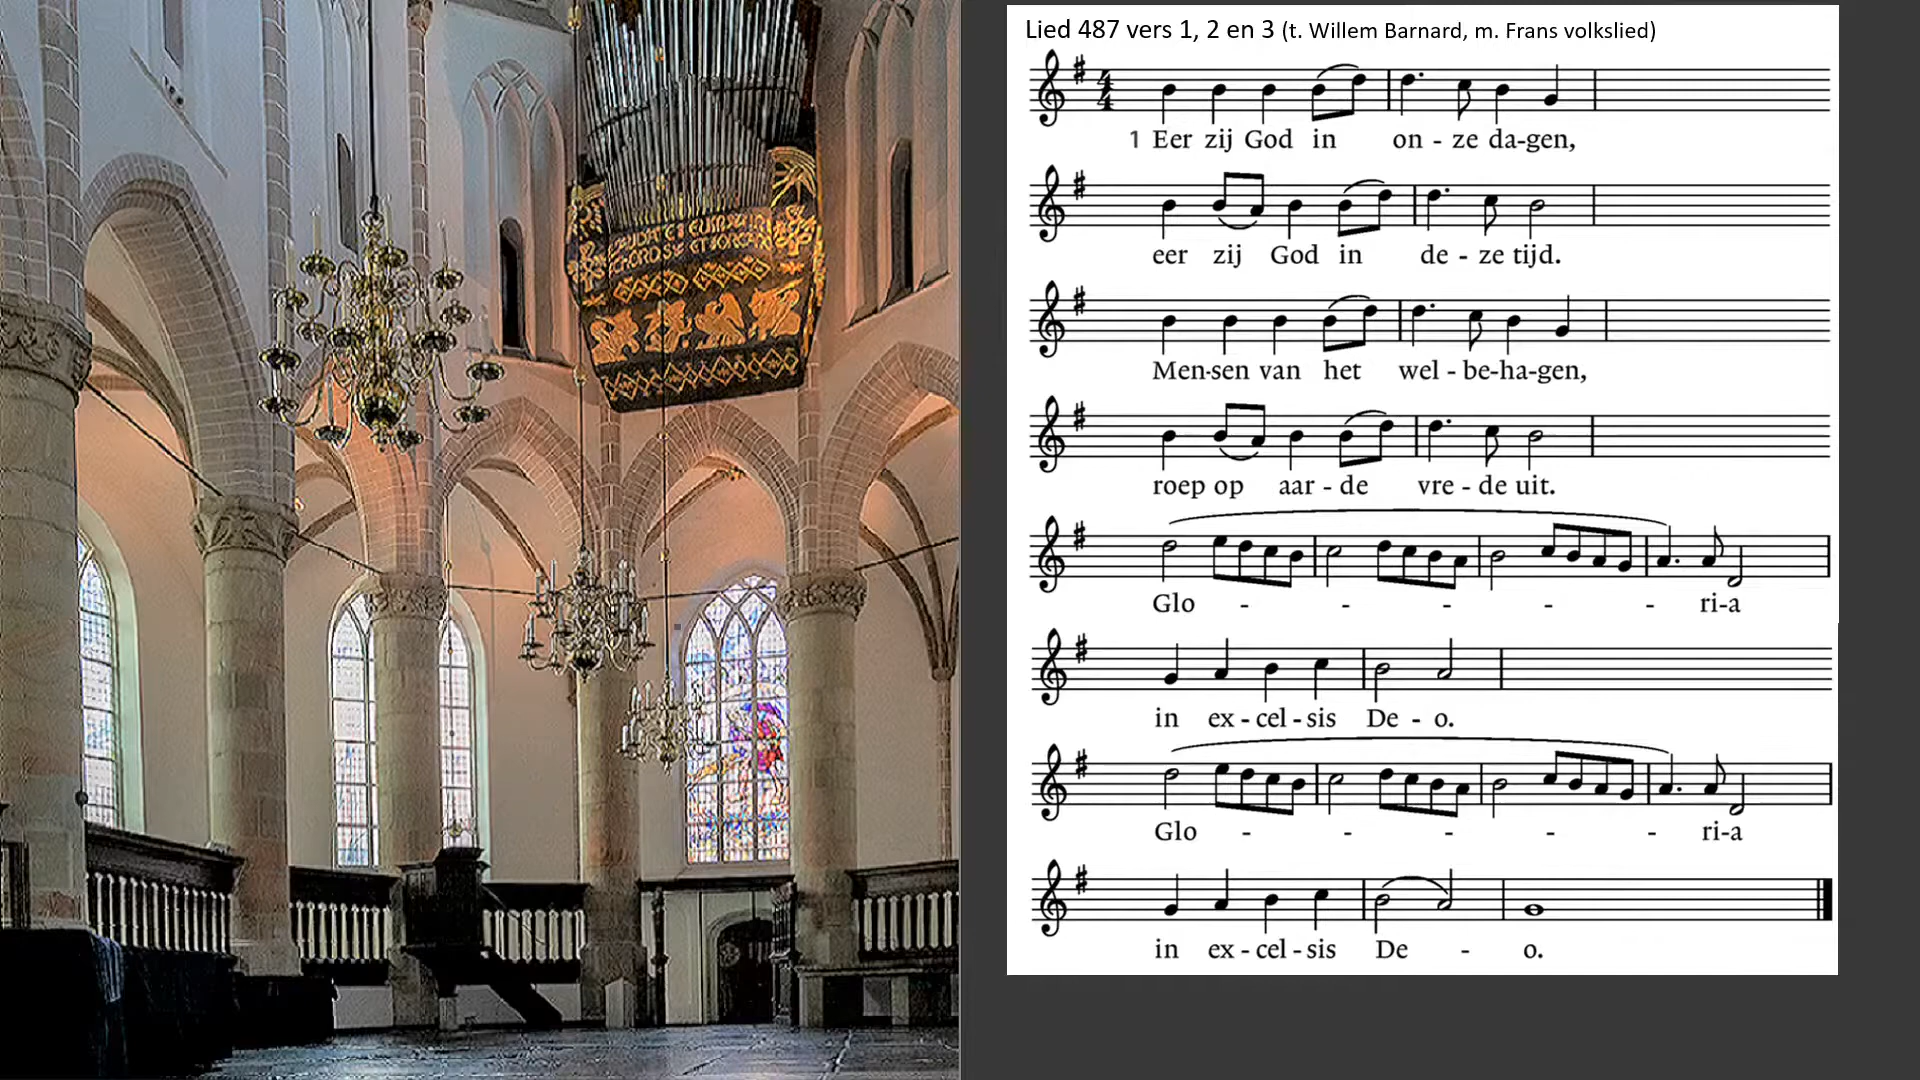 Lied 487 vers 1, 2 en 3 (t. Willem Barnard, m. Frans volkslied)
1 Eer zij God in on - ze da-gen,
eer zij God in de - ze tijd.
Men-sen van het wel - be-ha-gen,
roep op aar - de vre - de uit.
Glo - - - - - ri-a
in ex - cel - sis De - o.
Glo - - - - - ri-a
in ex - cel - sis De - o.